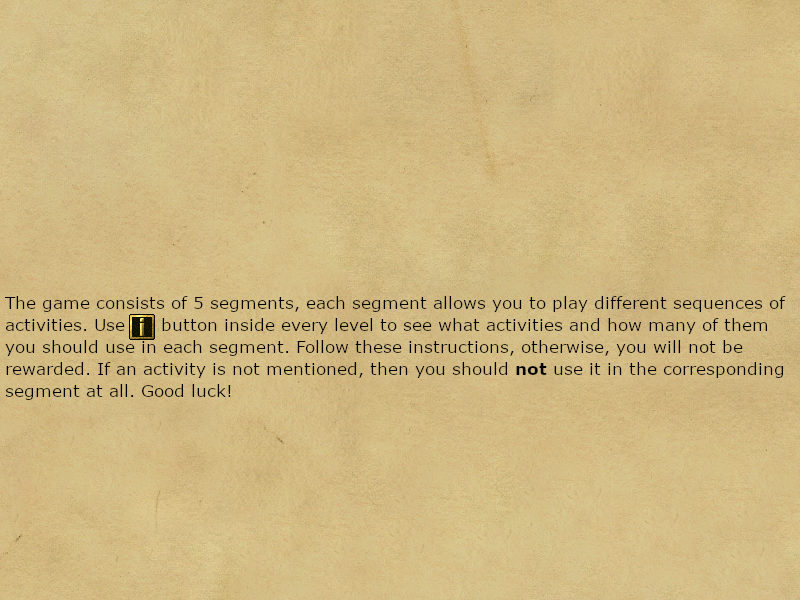 The game consists of 5 segments, each segment allows you to play different sequences of
activities. Use i button inside every level to see what activities and how many of them
you should use in each segment. Follow these instructions, otherwise, you will not be
rewarded. If an activity is not mentioned, then you should not use it in the corresponding
segment at all. Good luck!